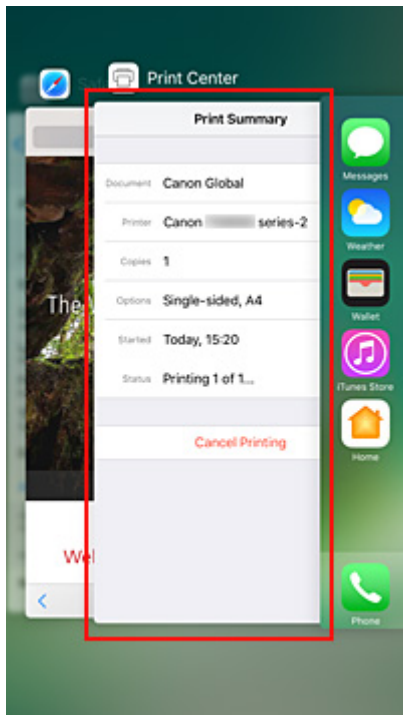 Print Center
Print Summary
Document Canon Global
Printer Canon series-2
Copies 1
Options Single-sided, A4
Started Today, 15:20
Status Printing 1 of 1...
Cancel Printing
The
Wel
Messages
Weather
Wallet
iTunes Store
Home
Phone